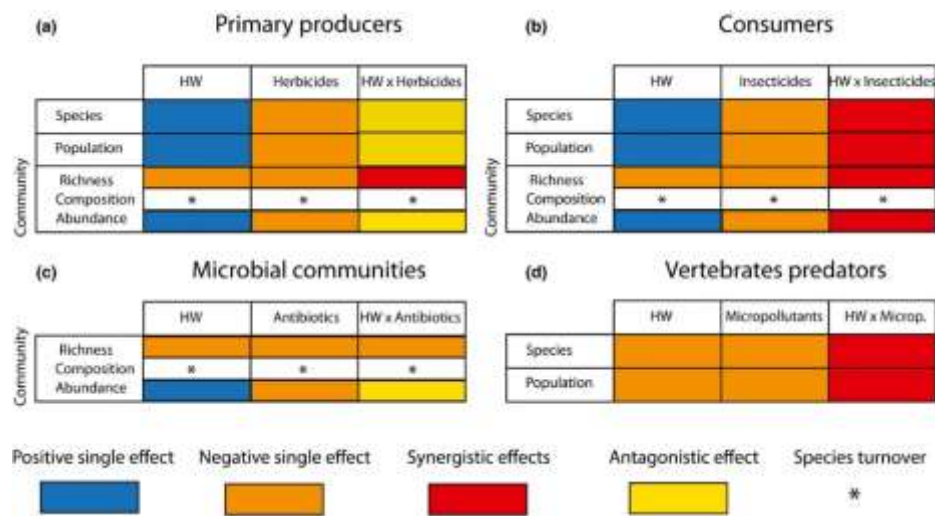 (a) Primary producers
HW Herbicides HW x Herbicides
Species
Population
Community
Richness
Composition * * *
Abundance
(b) Consumers
HW Insecticides HW x Insecticides
Species
Population
Community
Richness
Composition * * *
Abundance
(c) Microbial communities
HW Antibiotics HW x Antibiotics
Community
Richness
Composition * * *
Abundance
(d) Vertebrates predators
HW Micropollutants HW x Microp.
Species
Population
Positive single effect Negative single effect Synergistic effects Antagonistic effect Species turnover
*